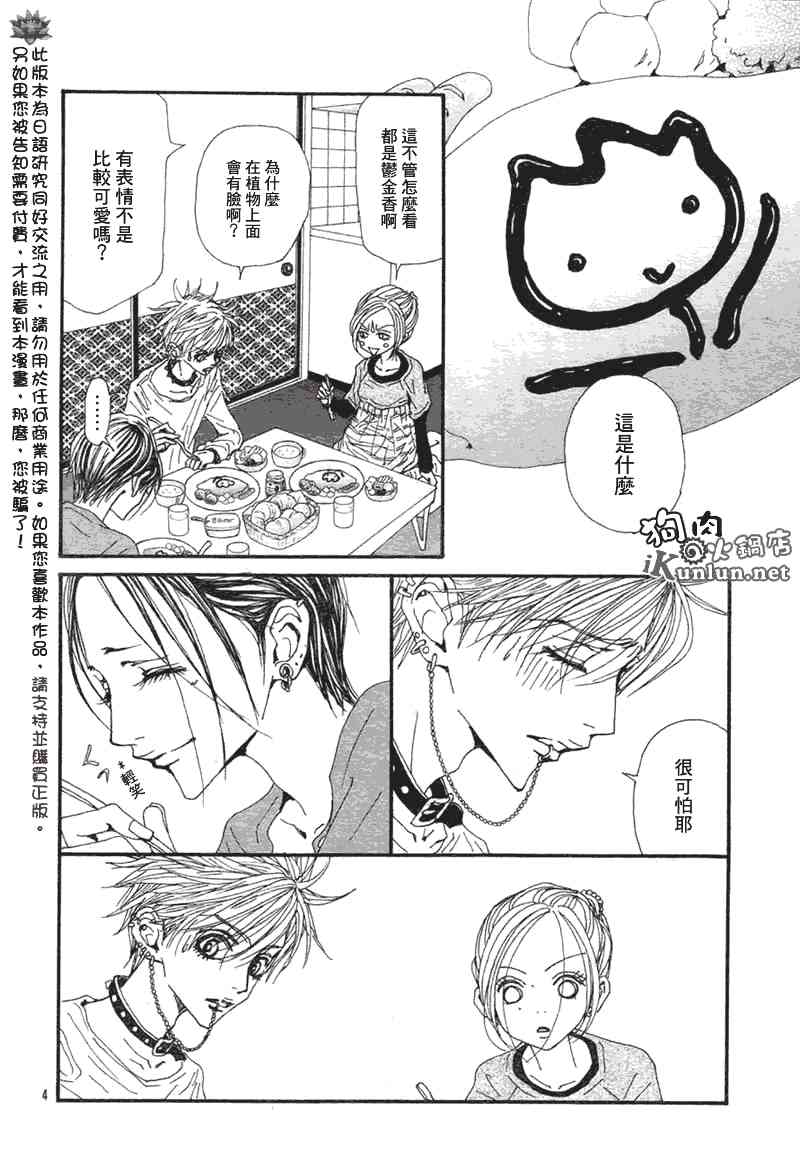 這是什麼
這不管怎麼看
都是鬱金香啊
為什麼
在植物上面
會有臉啊？
有表情不是
比較可愛嗎？
……
很可怕耶
くっ
*輕笑
此版本為日語研究同好交流之用，請勿用於任何商業用途。如果您喜歡本作品，請支持並購買正版。
另如果您被告知需要付費，才能看到本漫畫，那麼，您被騙了！
狗肉
火鍋店
iKunlun.net
4